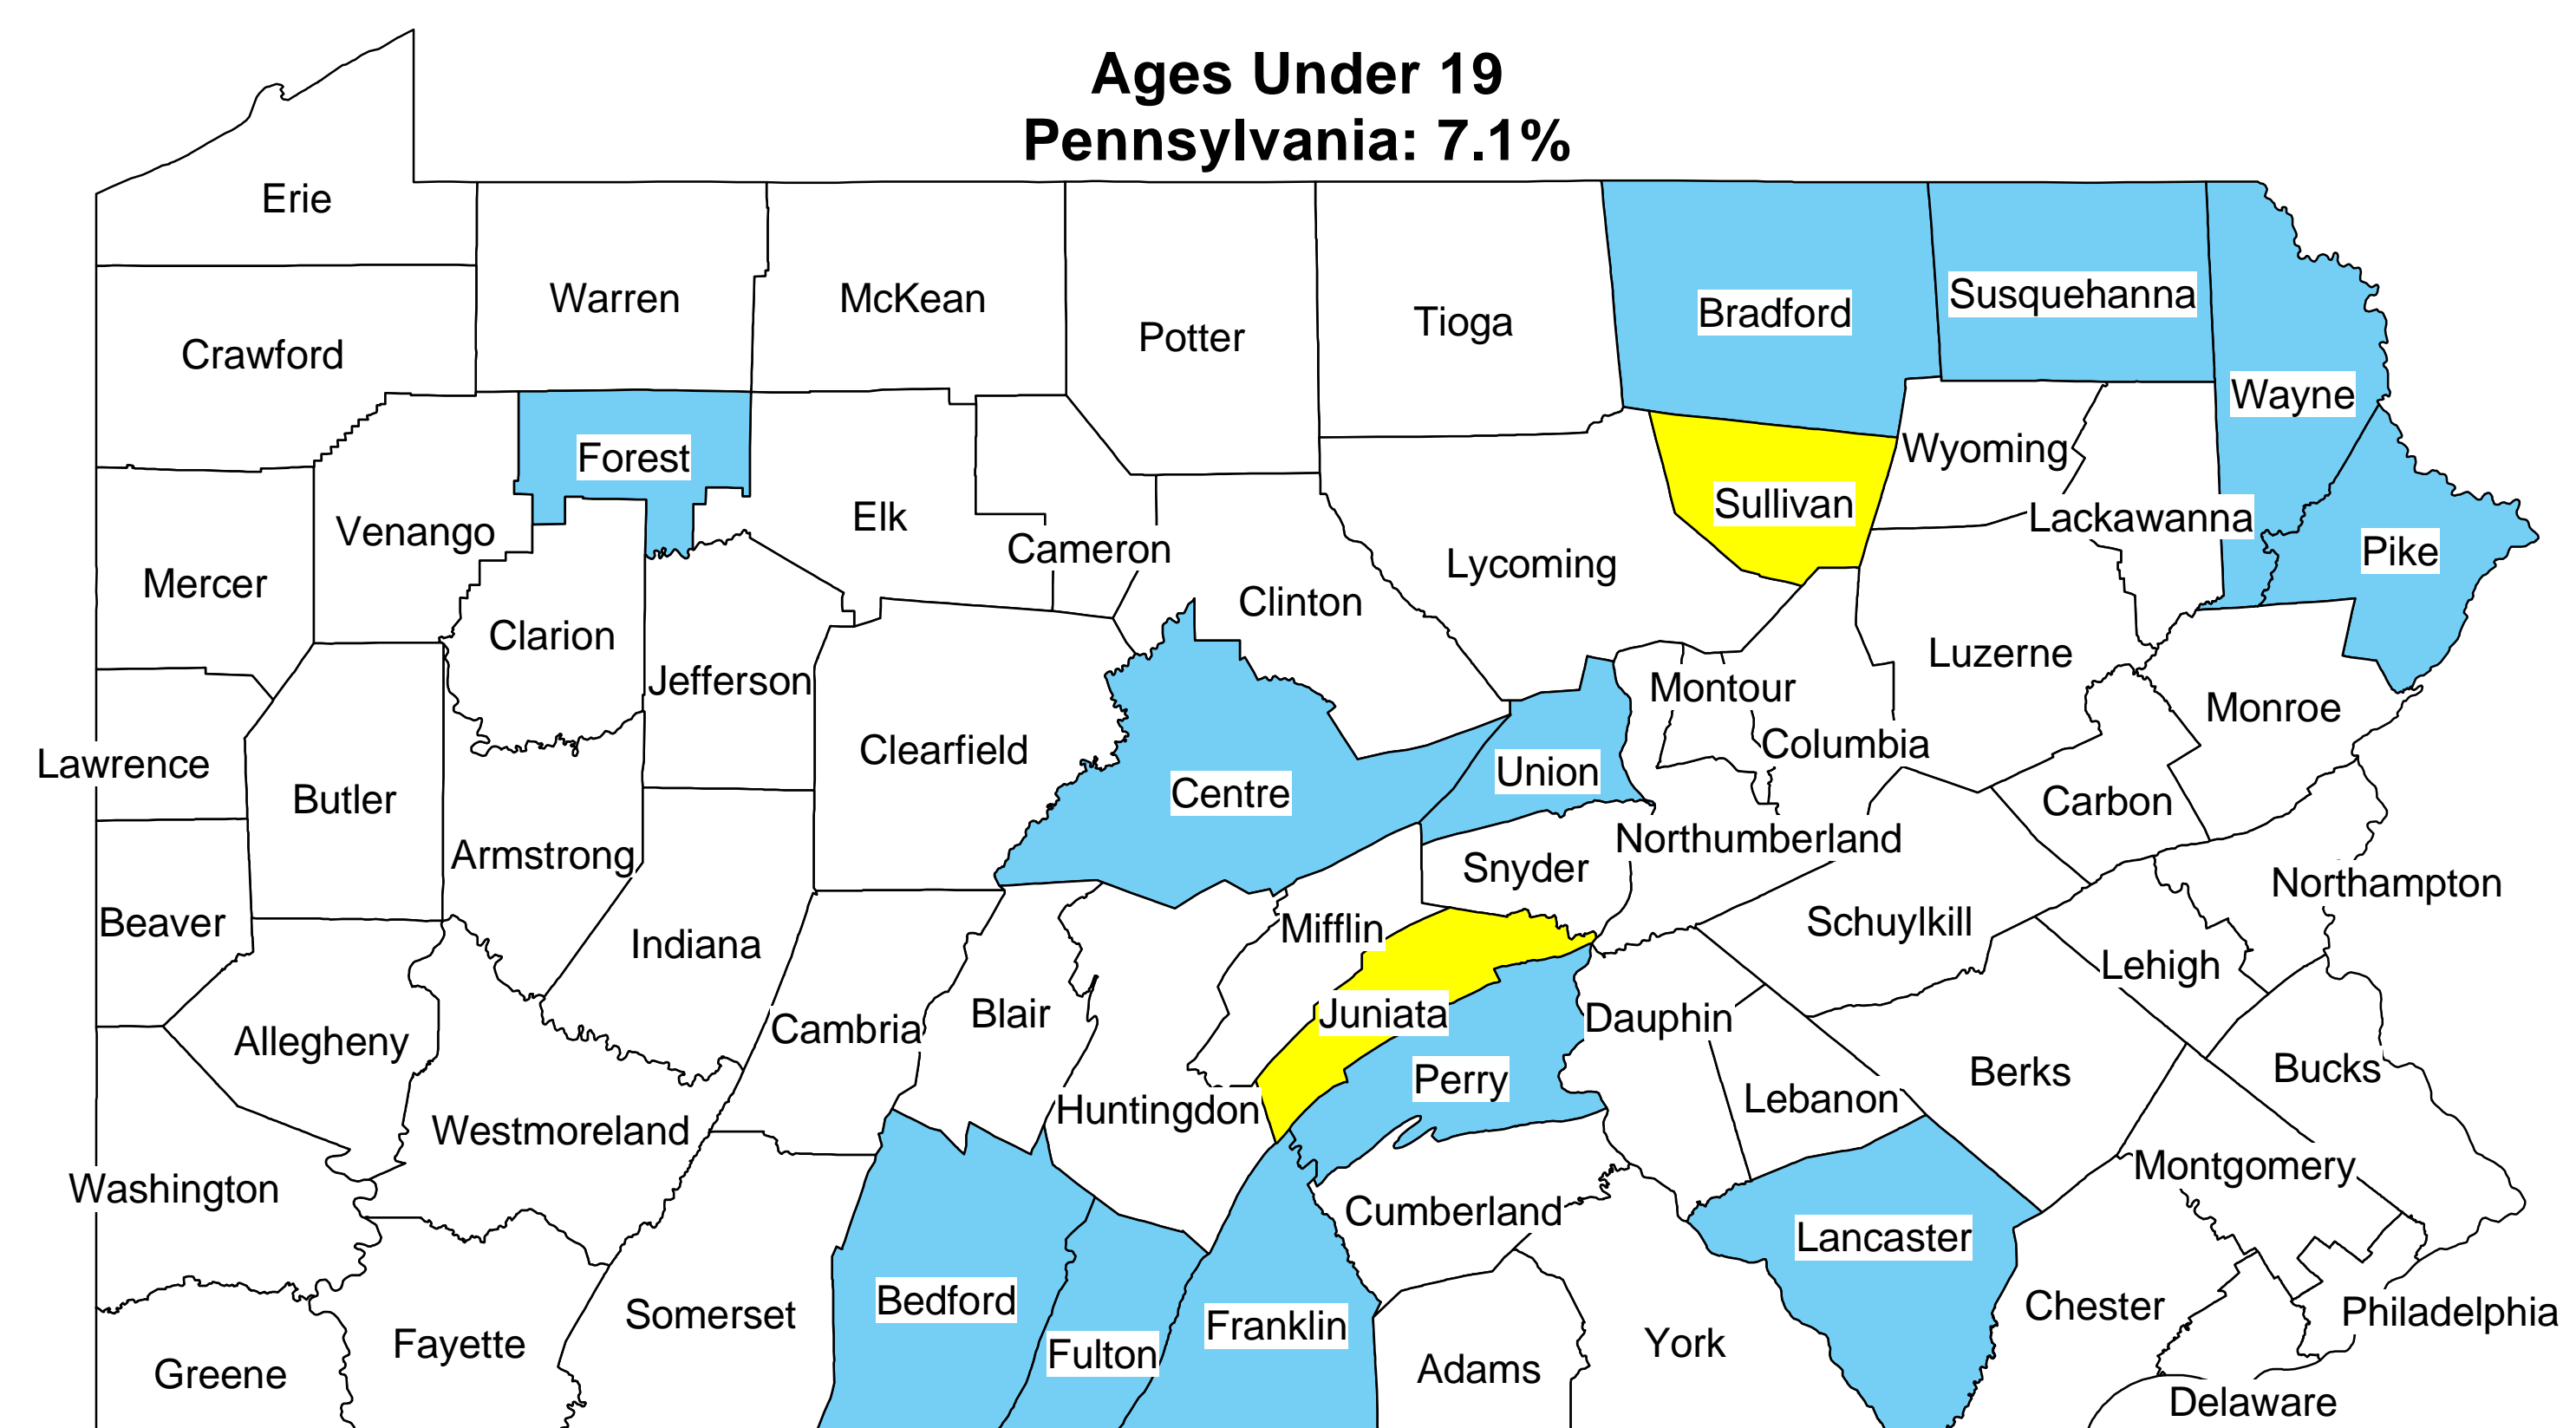 Ages Under 19
Pennsylvania: 7.1%
Erie
Warren
McKean
Potter
Tioga
Bradford
Susquehanna
Wayne
Crawford
Forest
Venango
Elk
Cameron
Sullivan
Wyoming
Lackawanna
Pike
Mercer
Clarion
Jefferson
Clinton
Lycoming
Luzerne
Montour
Monroe
Columbia
Lawrence
Butler
Clearfield
Centre
Union
Carbon
Armstrong
Snyder
Northumberland
Northampton
Beaver
Indiana
Mifflin
Schuylkill
Lehigh
Allegheny
Cambria
Blair
Juniata
Dauphin
Berks
Bucks
Westmoreland
Huntingdon
Perry
Lebanon
Washington
Montgomery
Cumberland
Lancaster
Somerset
Bedford
Franklin
Chester
Philadelphia
Greene
Fayette
Fulton
Adams
York
Delaware